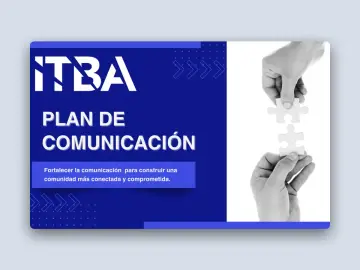 ITBA
PLAN DE
COMUNICACIÓN
Fortalecer la comunicación para construir una
comunidad más conectada y comprometida.